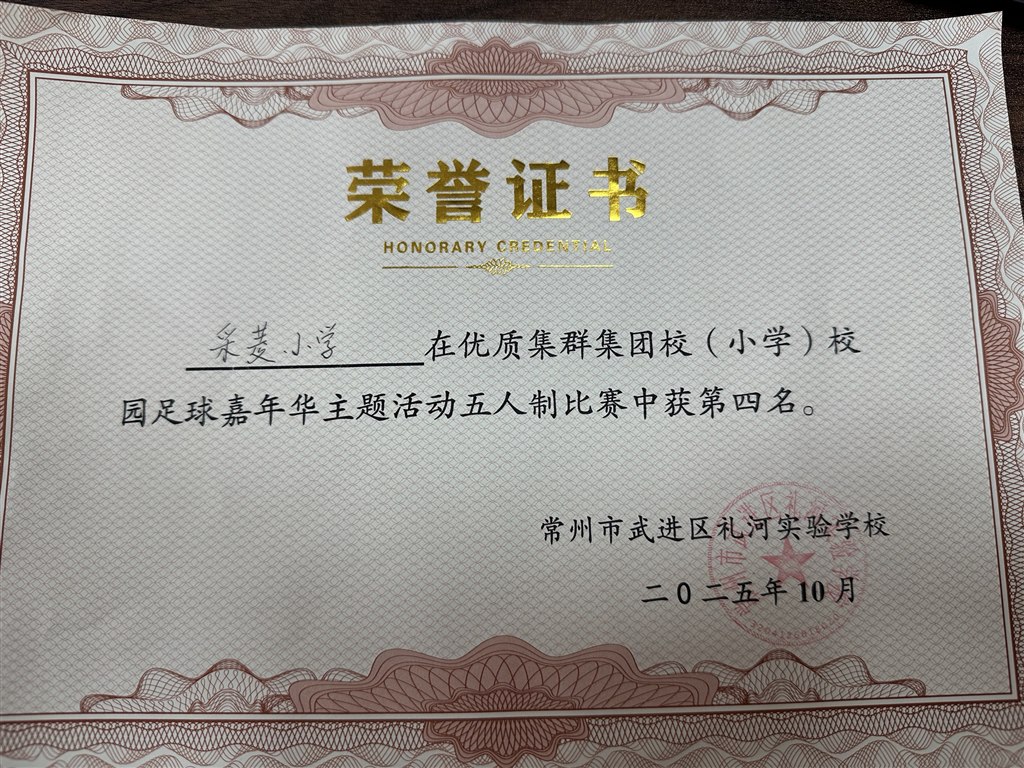 荣誉证书
HONORARY CREDENTIAL
采菱小学在优质集群集团校（小学）校
园足球嘉年华主题活动五人制比赛中获第四名。
常州市武进区礼河实验学校
二0二五年10月